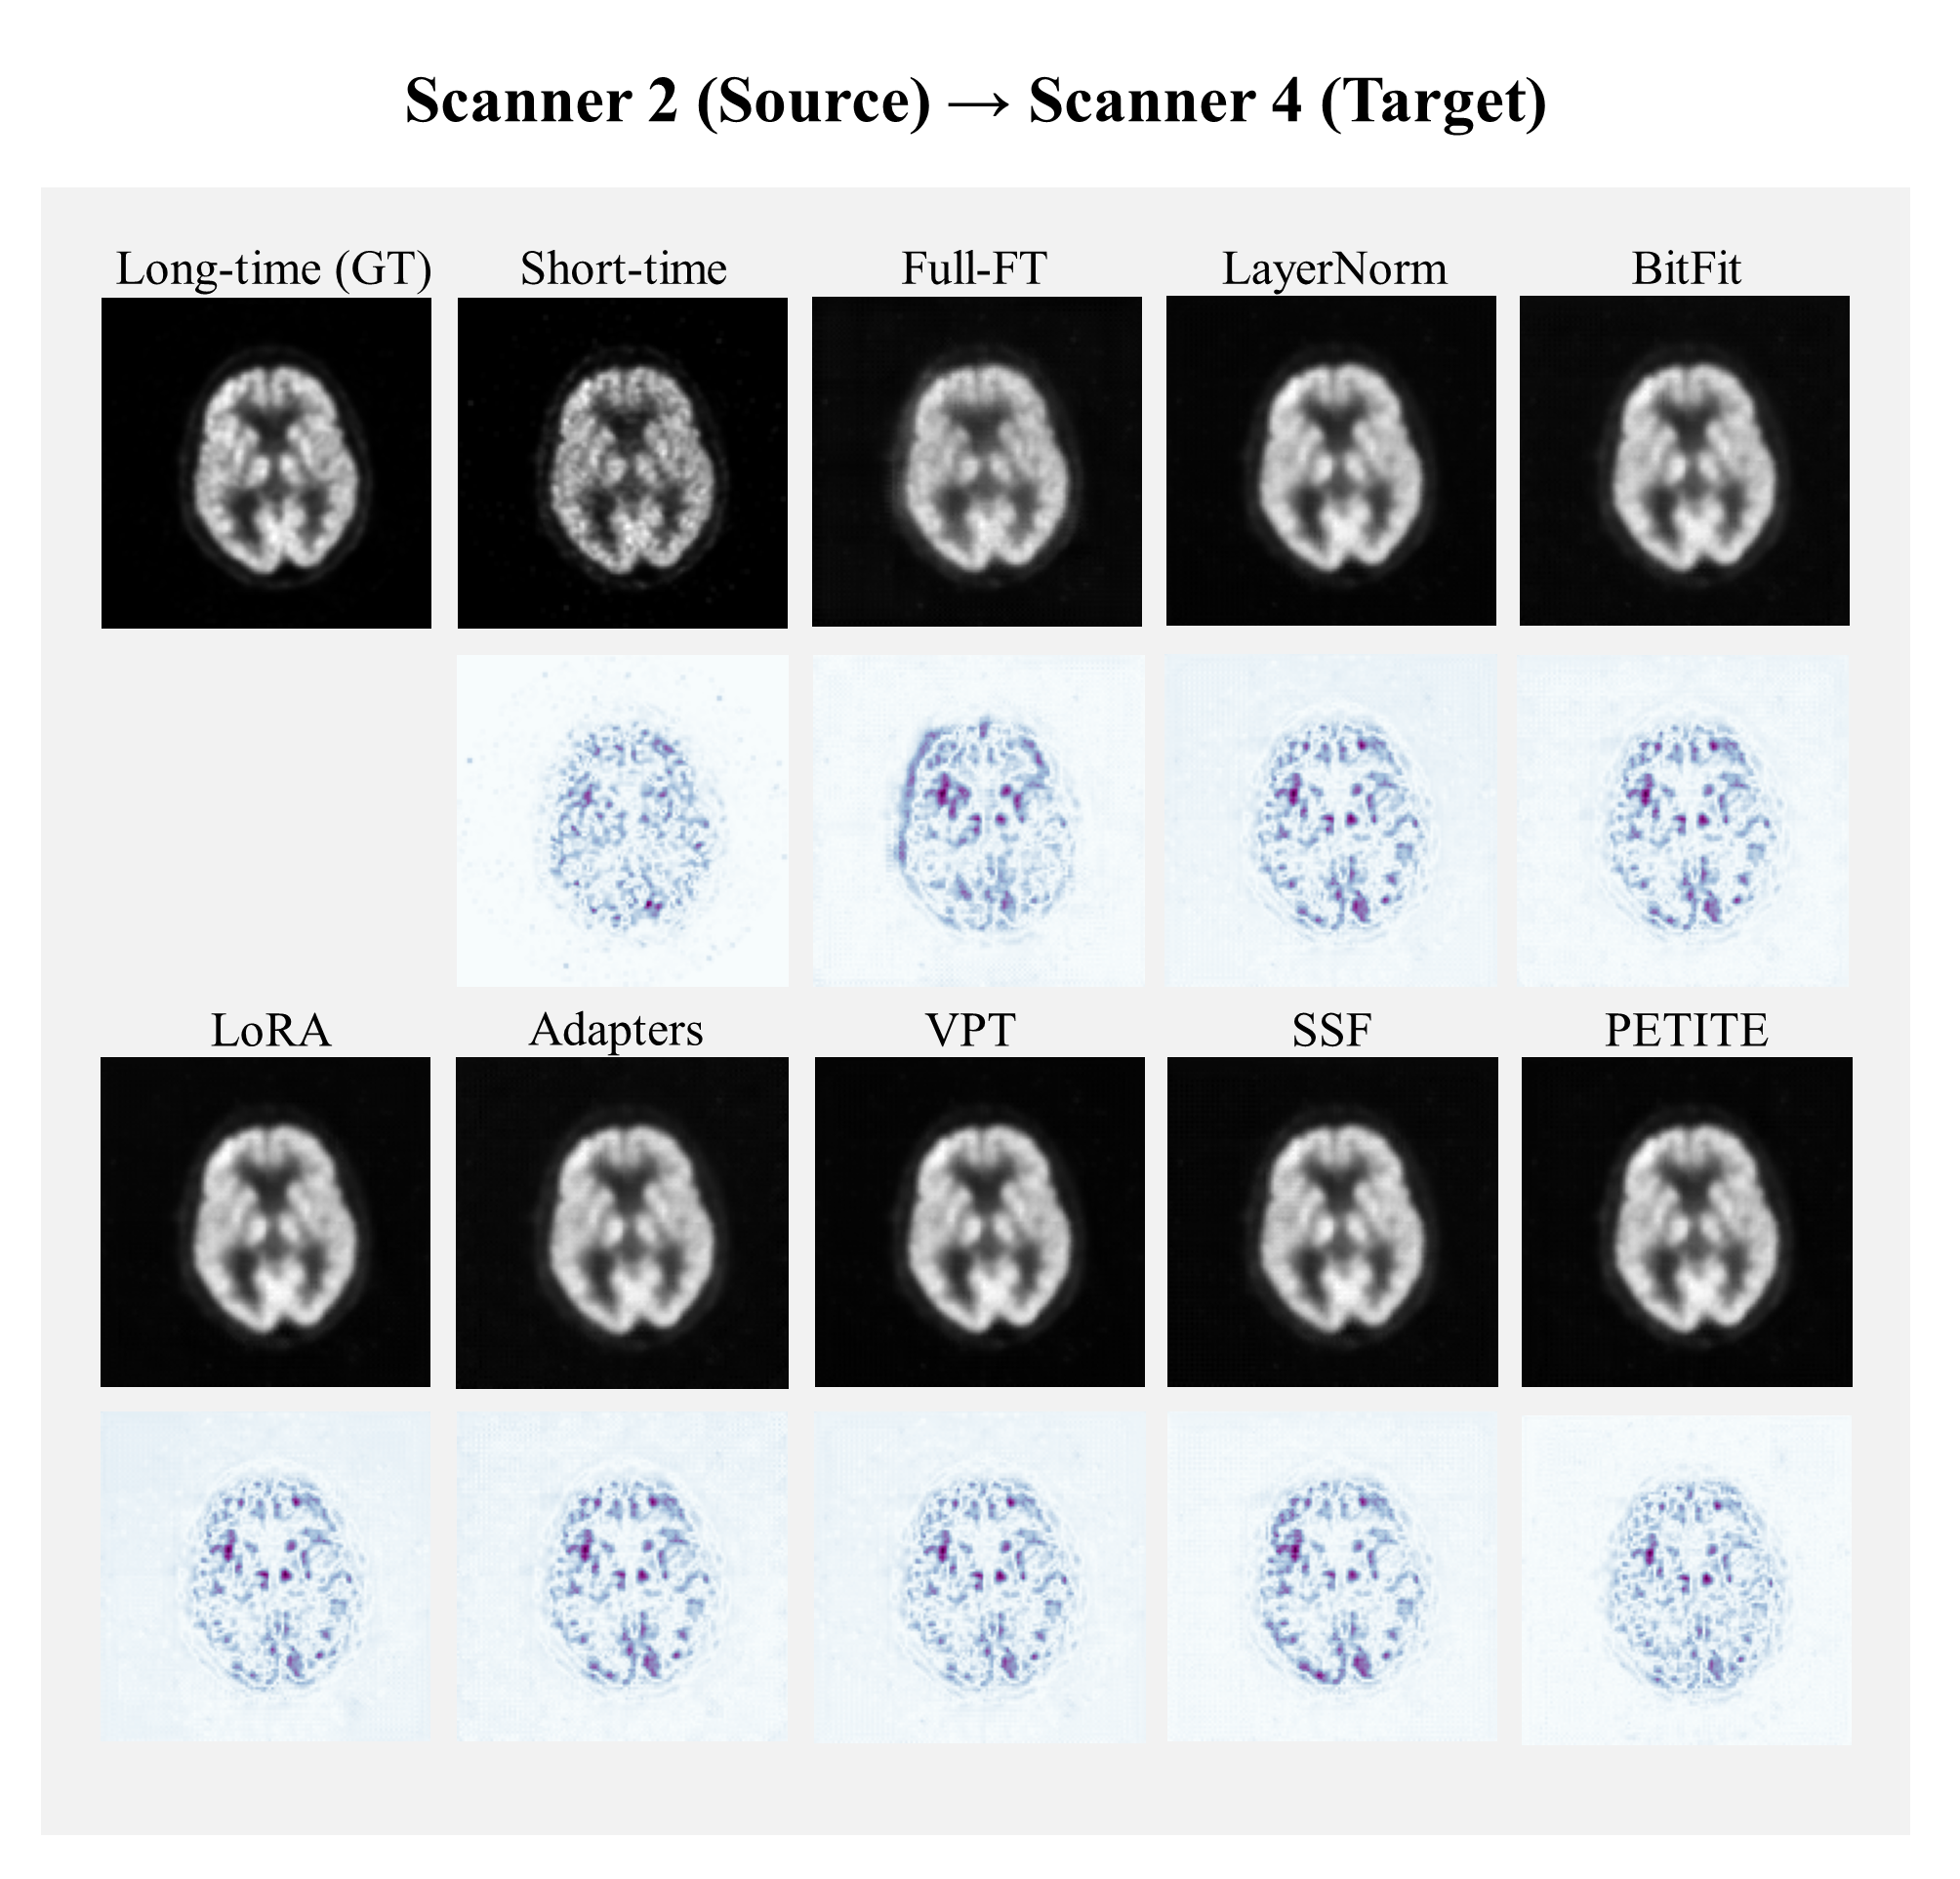 Scanner 2 (Source) → Scanner 4 (Target)
Long-time (GT)
Short-time
Full-FT
LayerNorm
BitFit
LoRA
Adapters
VPT
SSF
PETITE